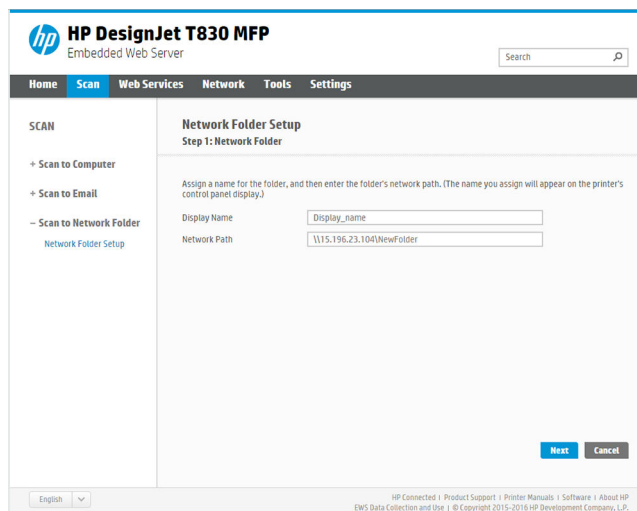 hp
HP DesignJet T830 MFP
Embedded Web Server
Search
Home Scan Web Services Network Tools Settings
SCAN
+ Scan to Computer
+ Scan to Email
– Scan to Network Folder
Network Folder Setup
Network Folder Setup
Step 1: Network Folder
Assign a name for the folder, and then enter the folder's network path. (The name you assign will appear on the printer's
control panel display.)
Display Name Display_name
Network Path \\15.196.23.104\NewFolder
Next Cancel
English
HP Connected | Product Support | Printer Manuals | Software | About HP
EWS Data Collection and Use | © Copyright 2015-2016 HP Development Company, L.P.